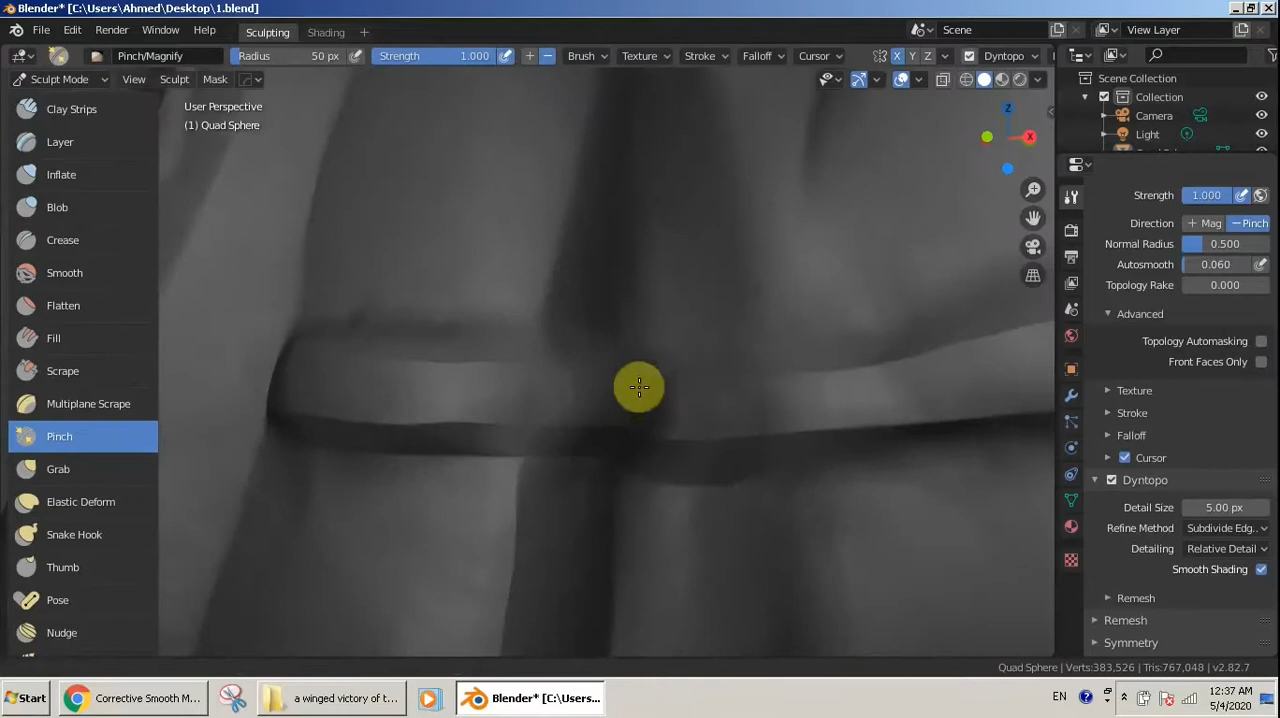 Blender* [C:\Users\Ahmed\Desktop\1.blend]
File Edit Render Window Help Sculpting Shading + Scene View Layer
Pinch/Magnify Radius 50 px Strength 1.000 + − Brush Texture Stroke Falloff Cursor X Y Z Dyntopo
Sculpt Mode View Sculpt Mask
User Perspective
(1) Quad Sphere
Z
X
Clay Strips
Layer
Inflate
Blob
Crease
Smooth
Flatten
Fill
Scrape
Multiplane Scrape
Pinch
Grab
Elastic Deform
Snake Hook
Thumb
Pose
Nudge
Scene Collection
Collection
Camera
Light
Strength 1.000
Direction + Mag − Pinch
Normal Radius 0.500
Autosmooth 0.060
Topology Rake 0.000
Advanced
Topology Automasking
Front Faces Only
Texture
Stroke
Falloff
Cursor
Dyntopo
Detail Size 5.00 px
Refine Method Subdivide Edg..
Detailing Relative Detail
Smooth Shading
Remesh
Remesh
Symmetry
Quad Sphere | Verts:383,526 | Tris:767,048 | v2.82.7
Start Corrective Smooth M... a winged victory of t... Blender* [C:\Users... EN 12:37 AM
5/4/2020